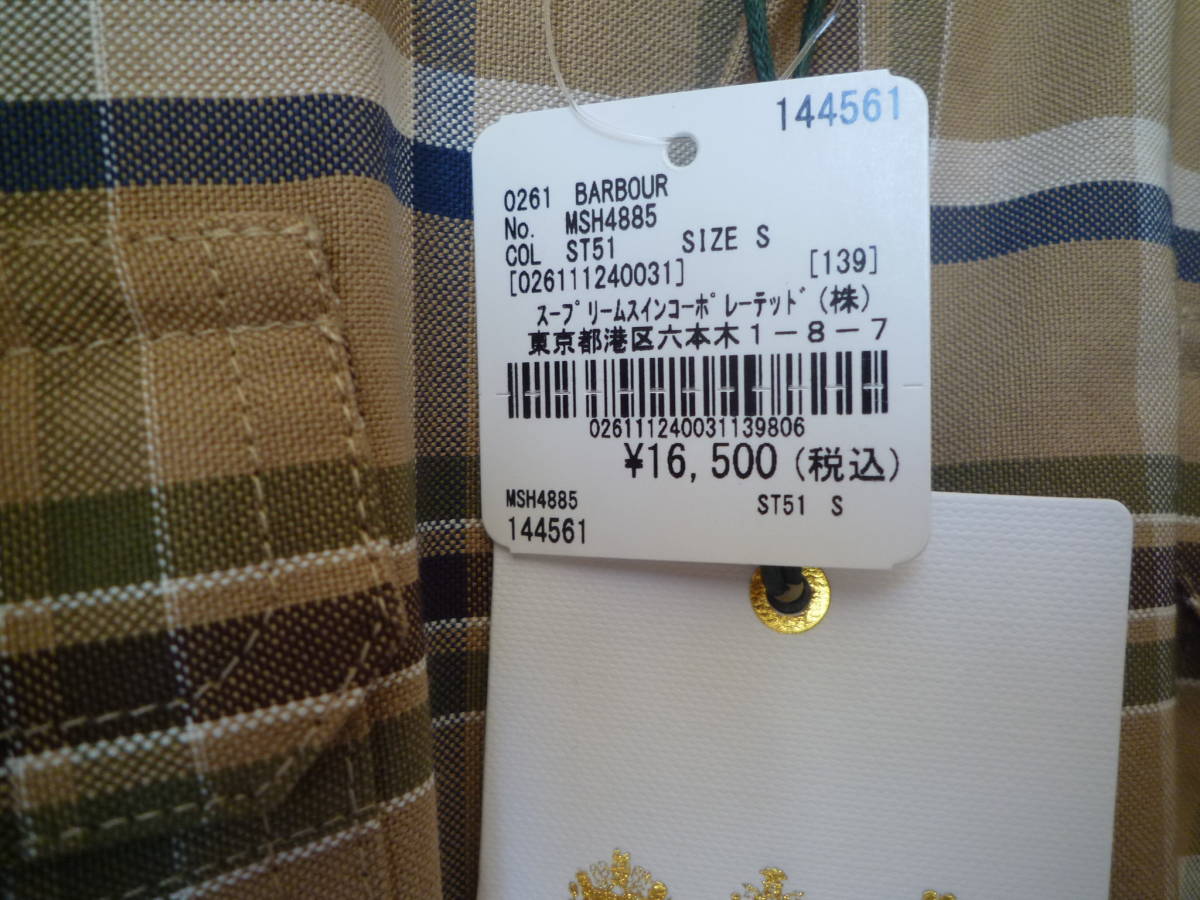 144561
0261 BARBOUR
No. MSH4885
COL ST51 SIZE S
[026111240031] [139]
ｽｰﾌﾟﾘｰﾑｽｲﾝｺｰﾎﾟﾚｰﾃｯﾄﾞ(株)
東京都港区六本木1-8-7
026111240031139806
¥16,500(税込)
MSH4885 ST51 S
144561